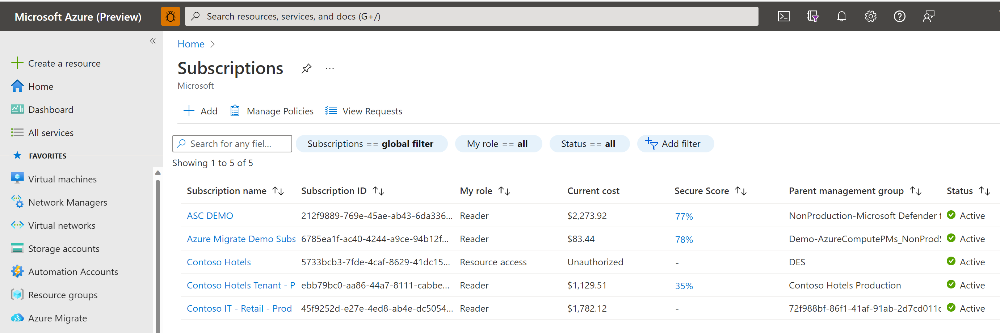 Microsoft Azure (Preview)
Search resources, services, and docs (G+/)
Create a resource
Home
Dashboard
All services
FAVORITES
Virtual machines
Network Managers
Virtual networks
Storage accounts
Automation Accounts
Resource groups
Azure Migrate
Home
Subscriptions
Microsoft
Add Manage Policies View Requests
Search for any fiel... Subscriptions == global filter My role == all Status == all Add filter
Showing 1 to 5 of 5
Subscription name Subscription ID My role Current cost Secure Score Parent management group Status
ASC DEMO 212f9889-769e-45ae-ab43-6da336... Reader $2,273.92 77% NonProduction-Microsoft Defender f Active
Azure Migrate Demo Subs 6785ea1f-ac40-4244-a9ce-94b12f... Reader $83.44 78% Demo-AzureComputePMs_NonProdS Active
Contoso Hotels 5733bcb3-7fde-4caf-8629-41dc15... Resource access Unauthorized - DES Active
Contoso Hotels Tenant - P ebb79bc0-aa86-44a7-8111-cabbe... Reader $1,129.51 35% Contoso Hotels Production Active
Contoso IT - Retail - Prod 45f9252d-e27e-4ed8-ab4e-dc5054... Reader $1,782.12 - 72f988bf-86f1-41af-91ab-2d7cd011c Active